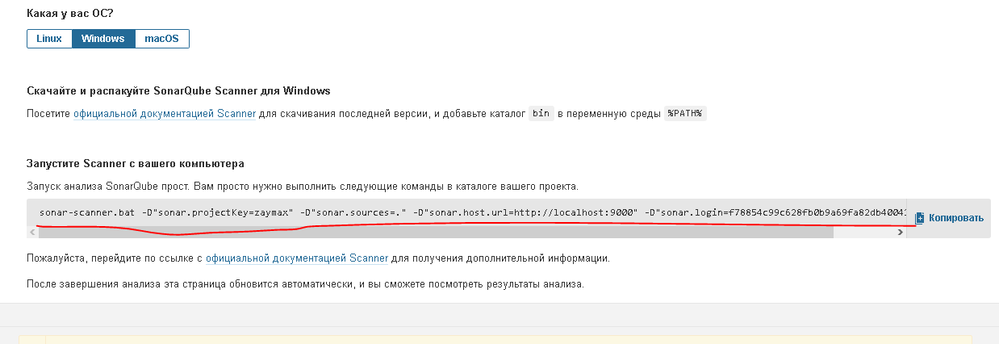 Какая у вас ОС?
Linux Windows macOS
Скачайте и распакуйте SonarQube Scanner для Windows
Посетите официальной документацией Scanner для скачивания последней версии, и добавьте каталог bin в переменную среды %PATH%
Запустите Scanner с вашего компьютера
Запуск анализа SonarQube прост. Вам просто нужно выполнить следующие команды в каталоге вашего проекта.
sonar-scanner.bat -D"sonar.projectKey=zaymax" -D"sonar.sources=." -D"sonar.host.url=http://localhost:9000" -D"sonar.login=f78854c99c628fb0b9a69fa82db40041
Копировать
Пожалуйста, перейдите по ссылке с официальной документацией Scanner для получения дополнительной информации.
После завершения анализа эта страница обновится автоматически, и вы сможете посмотреть результаты анализа.